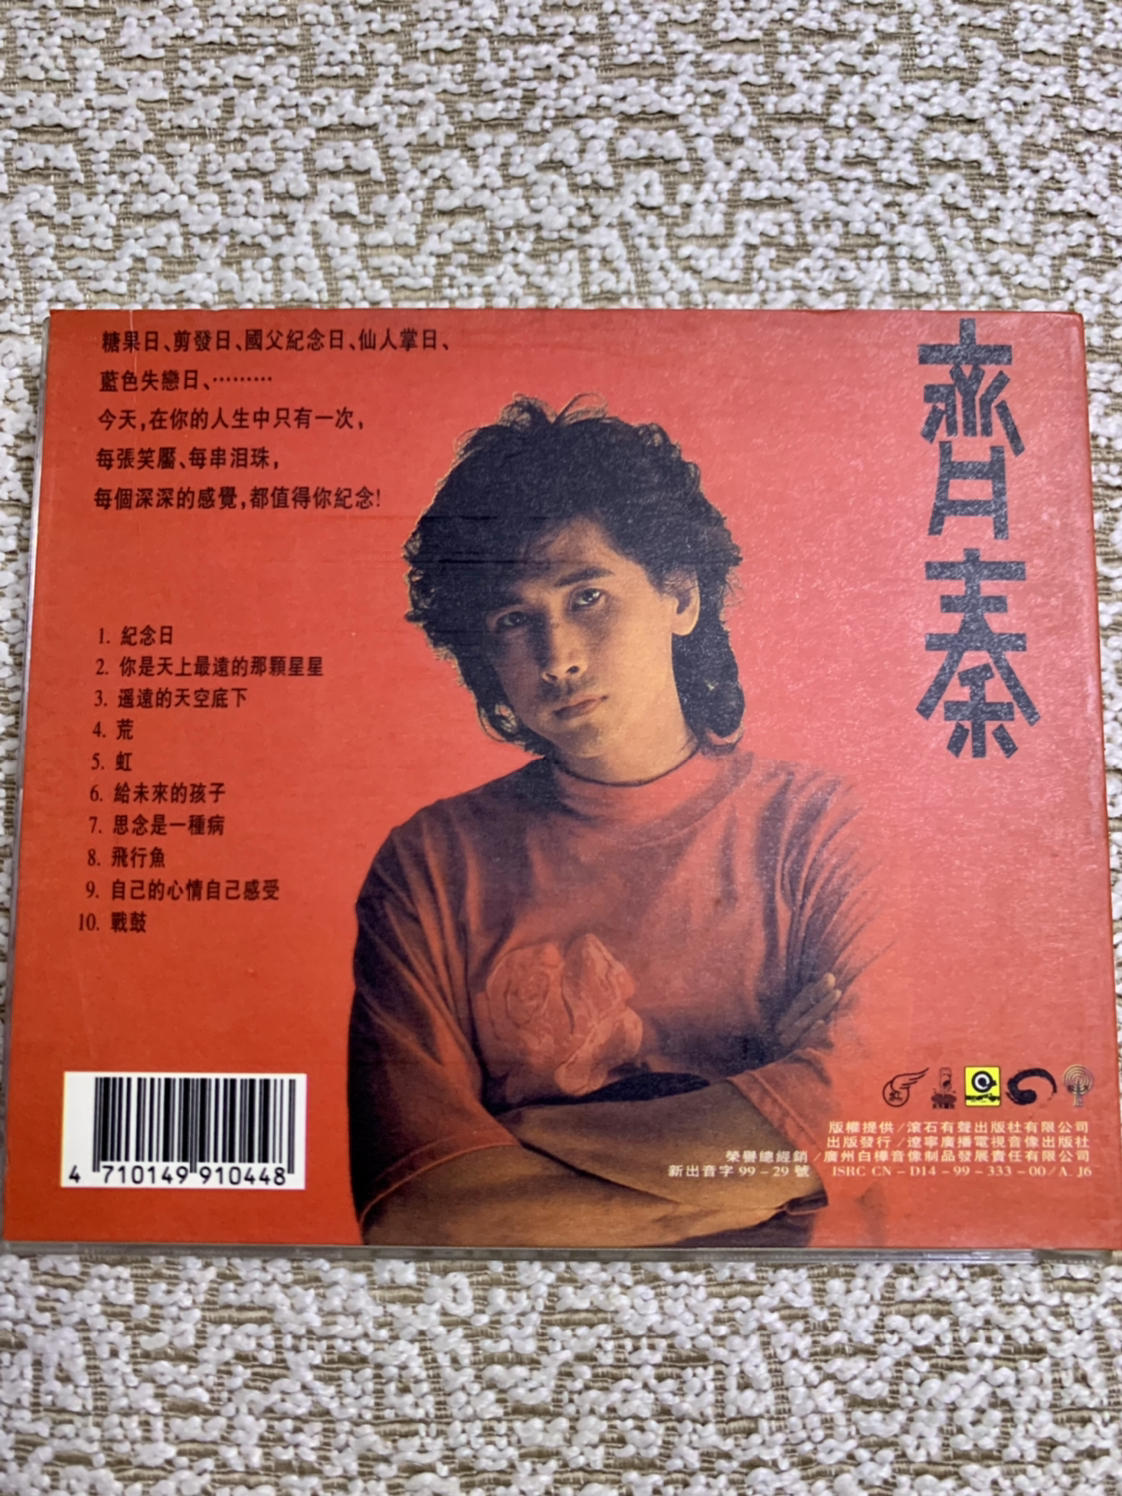 糖果日、剪發日、國父紀念日、仙人掌日、
藍色失戀日、………
今天，在你的人生中只有一次，
每張笑屬、每串泪珠，
每個深深的感覺，都值得你紀念！
齊秦
1. 紀念日
2. 你是天上最遠的那顆星星
3. 遥遠的天空底下
4. 荒
5. 虹
6. 給未來的孩子
7. 思念是一種病
8. 飛行魚
9. 自己的心情自己感受
10. 戰鼓
版權提供/滾石有聲出版社有限公司
出版發行/遼寧廣播電視音像出版社
榮譽總經銷/廣州白樺音像制品發展責任有限公司
新出音字 99-29 號 ISRC CN-D14-99-333-00/A. J6
4 710149 910448